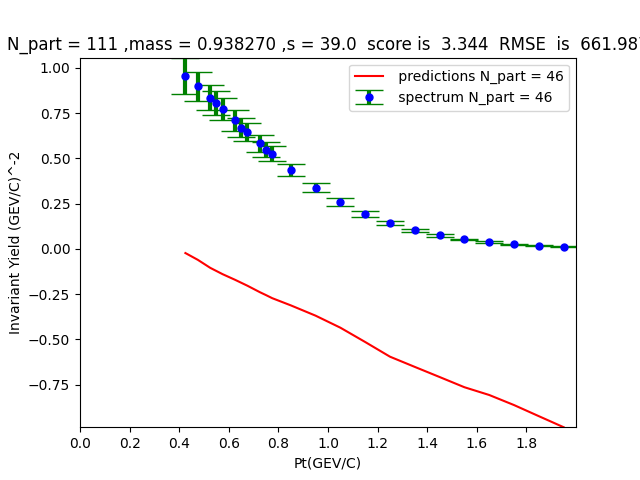 N_part = 111 ,mass = 0.938270 ,s = 39.0  score is  3.344  RMSE  is  661.98
predictions N_part = 46
spectrum N_part = 46
1.00
0.75
0.50
0.25
0.00
−0.25
−0.50
−0.75
Invariant Yield (GEV/C)^-2
0.0 0.2 0.4 0.6 0.8 1.0 1.2 1.4 1.6 1.8
Pt(GEV/C)